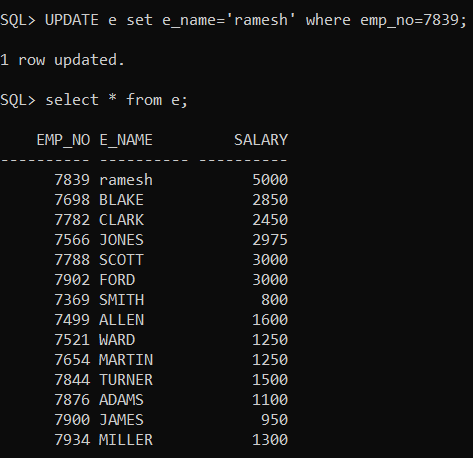 SQL> UPDATE e set e_name='ramesh' where emp_no=7839;
1 row updated.
SQL> select * from e;
    EMP_NO E_NAME         SALARY
---------- ---------- ----------
      7839 ramesh           5000
      7698 BLAKE            2850
      7782 CLARK            2450
      7566 JONES            2975
      7788 SCOTT            3000
      7902 FORD             3000
      7369 SMITH             800
      7499 ALLEN            1600
      7521 WARD             1250
      7654 MARTIN           1250
      7844 TURNER           1500
      7876 ADAMS            1100
      7900 JAMES             950
      7934 MILLER           1300